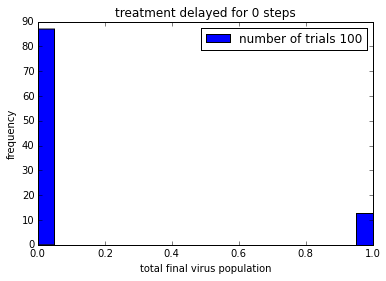 treatment delayed for 0 steps
number of trials 100
90
80
70
60
50
40
30
20
10
0
frequency
0.0 0.2 0.4 0.6 0.8 1.0
total final virus population